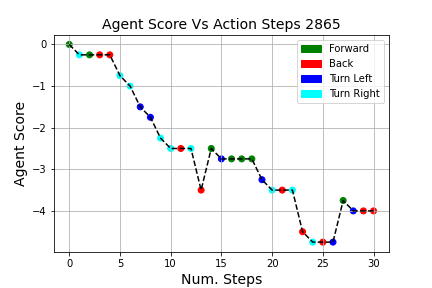 Agent Score Vs Action Steps 2865
Forward
Back
Turn Left
Turn Right
Agent Score
0
−1
−2
−3
−4
0 5 10 15 20 25 30
Num. Steps